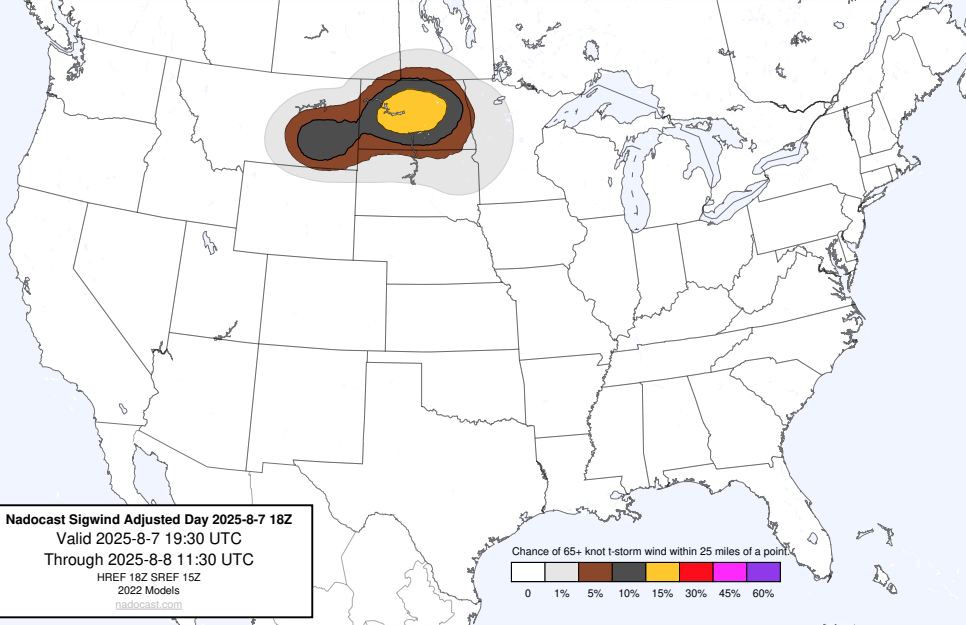 Nadocast Sigwind Adjusted Day 2025-8-7 18Z
Valid 2025-8-7 19:30 UTC
Through 2025-8-8 11:30 UTC
HREF 18Z SREF 15Z
2022 Models
nadocast.com
Chance of 65+ knot t-storm wind within 25 miles of a point.
0 1% 5% 10% 15% 30% 45% 60%